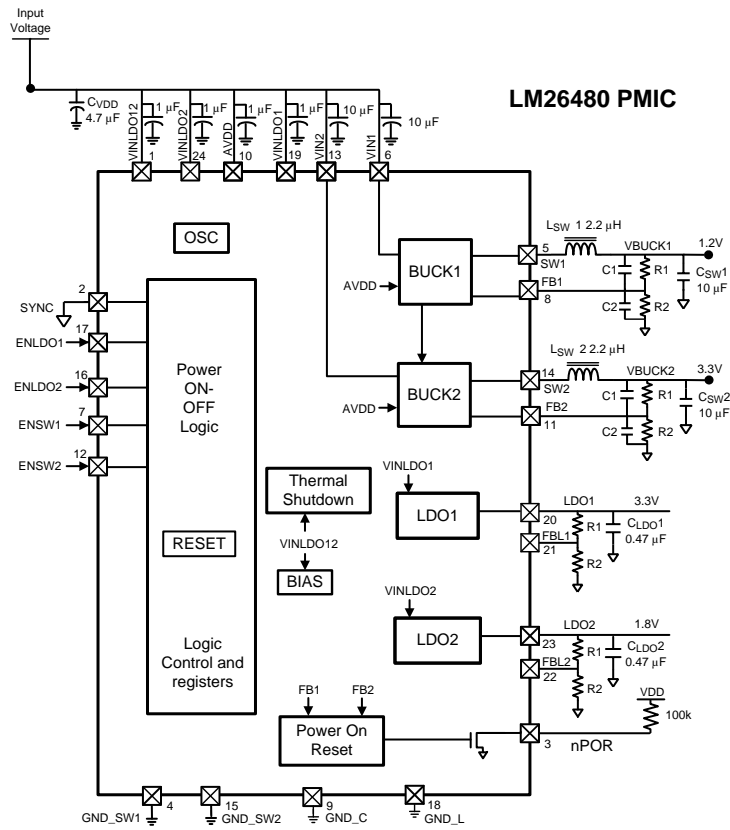 Input
Voltage
LM26480 PMIC
CVDD
4.7 µF
1 µF
1 µF
1 µF
1 µF
10 µF
10 µF
VINLDO12
VINLDO2
AVDD
VINLDO1
VIN2
VIN1
1
24
10
19
13
6
OSC
BUCK1
AVDD
5
SW1
LSW 1 2.2 µH
VBUCK1
1.2V
FB1
8
C1
R1
C2
R2
CSW1
10 µF
2
SYNC
17
ENLDO1
16
ENLDO2
7
ENSW1
12
ENSW2
Power
ON-
OFF
Logic
BUCK2
AVDD
14
SW2
LSW 2 2.2 µH
VBUCK2
3.3V
FB2
11
C1
R1
C2
R2
CSW2
10 µF
Thermal
Shutdown
VINLDO12
BIAS
RESET
VINLDO1
LDO1
20
LDO1
3.3V
FBL1
21
R1
R2
CLDO1
0.47 µF
Logic
Control and
registers
VINLDO2
LDO2
23
LDO2
1.8V
FBL2
22
R1
R2
CLDO2
0.47 µF
FB1
FB2
Power On
Reset
3
nPOR
VDD
100k
GND_SW1
4
15
GND_SW2
9
GND_C
18
GND_L